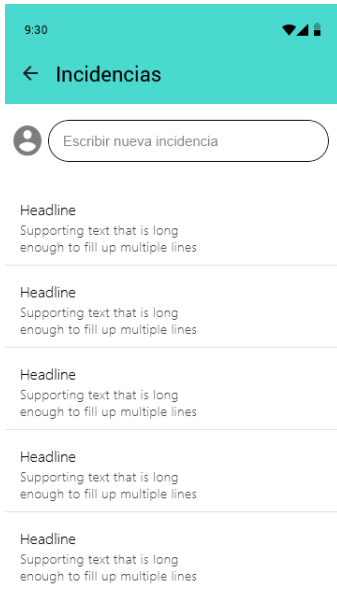 9:30
Incidencias
Escribir nueva incidencia
Headline
Supporting text that is long
enough to fill up multiple lines
Headline
Supporting text that is long
enough to fill up multiple lines
Headline
Supporting text that is long
enough to fill up multiple lines
Headline
Supporting text that is long
enough to fill up multiple lines
Headline
Supporting text that is long
enough to fill up multiple lines